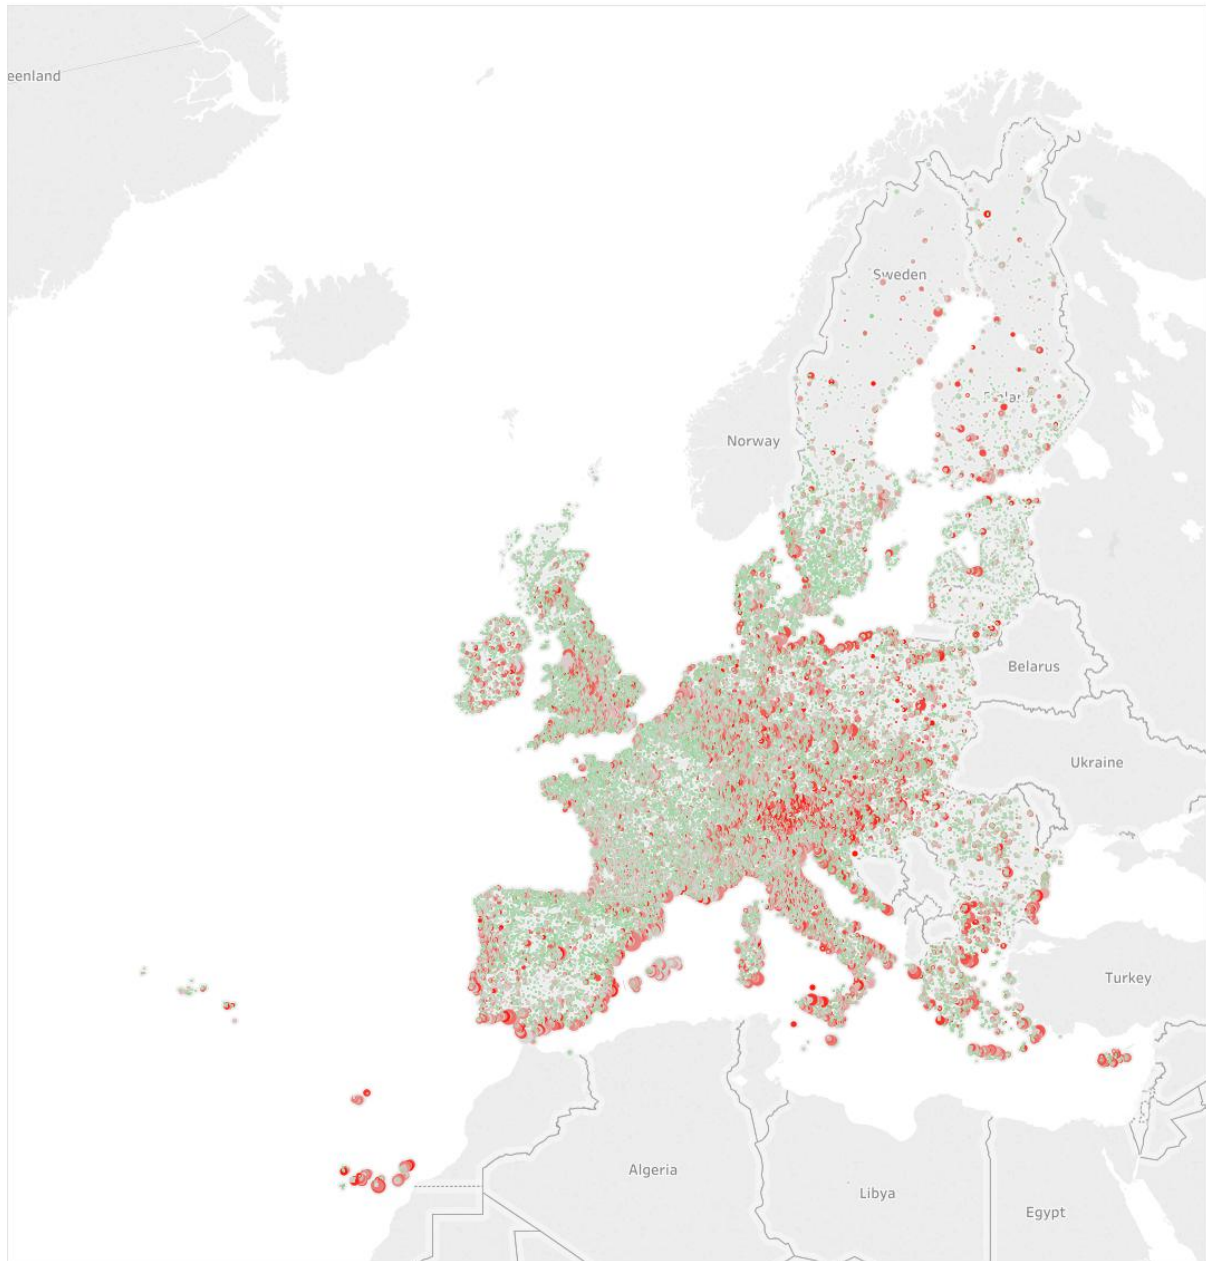 eenland
Sweden
Norway
Belarus
Ukraine
Turkey
Algeria
Libya
Egypt